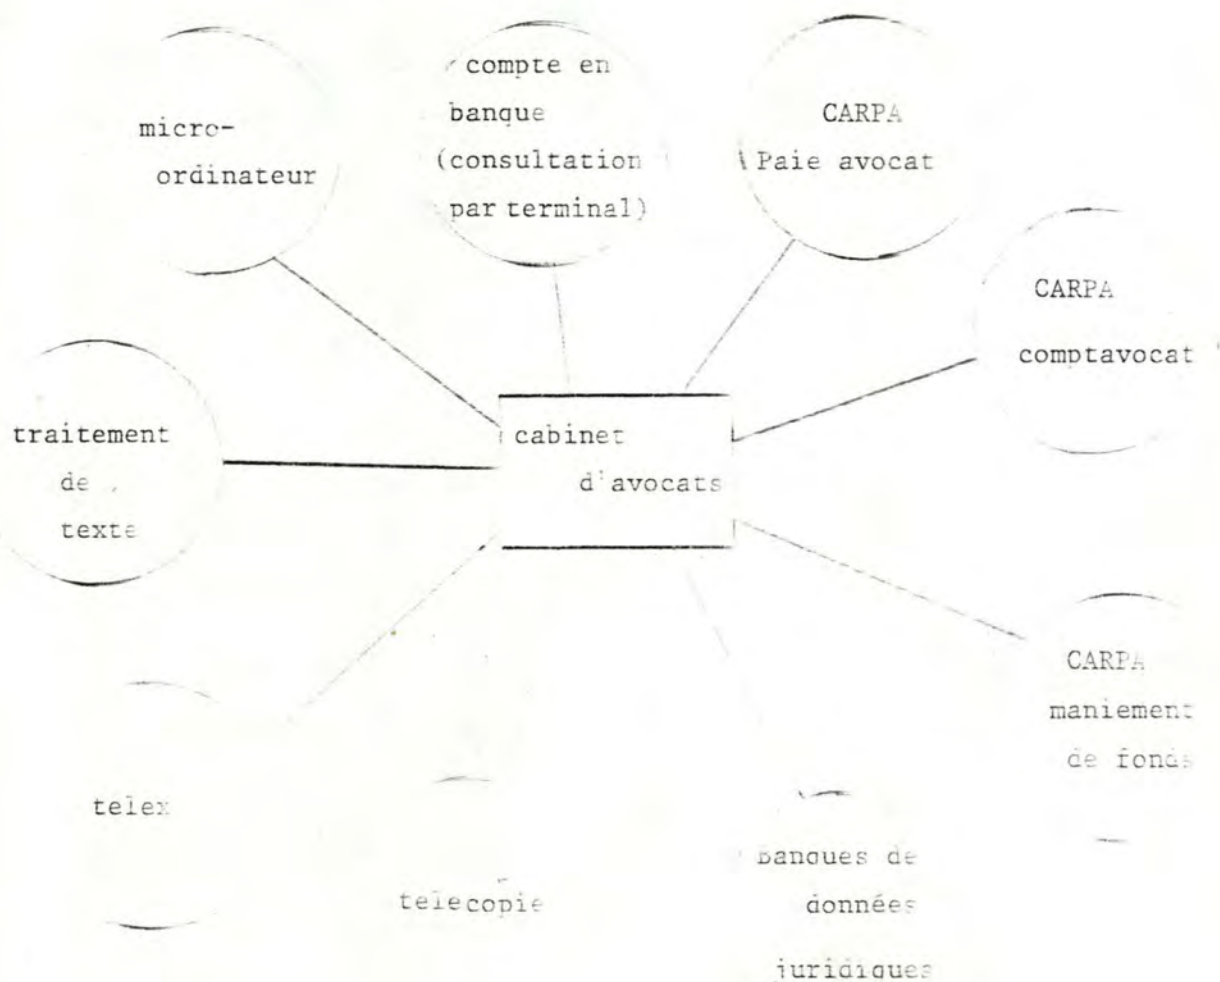 micro-
ordinateur
compte en
banque
(consultation
par terminal)
CARPA
Paie avocat
CARPA
comptavocat
traitement
de
texte
cabinet
d'avocats
CARPA
maniement
de fonds
telex
telecopie
Banques de
données
juridiques